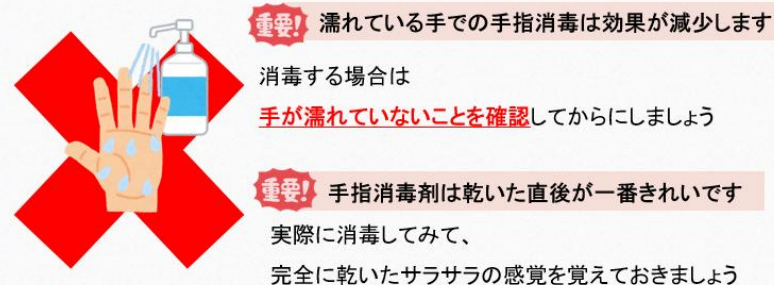 重要! 濡れている手での手指消毒は効果が減少します
消毒する場合は
手が濡れていないことを確認してからにしましょう
重要! 手指消毒剤は乾いた直後が一番きれいです
実際に消毒してみて、
完全に乾いたサラサラの感覚を覚えておきましょう